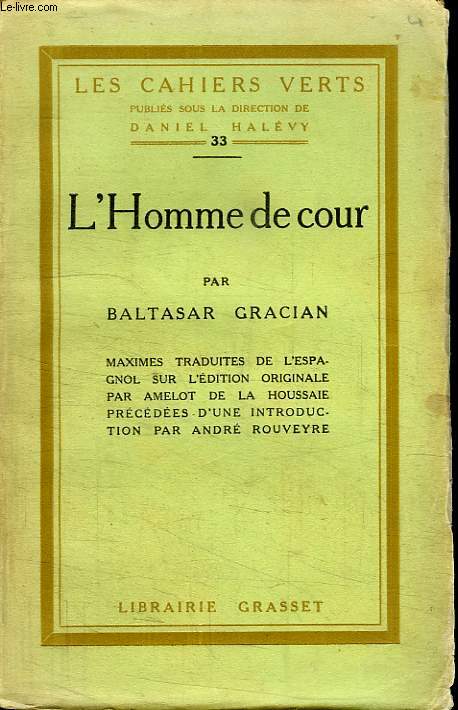 Le-livre.com
4
LES CAHIERS VERTS
PUBLIÉS SOUS LA DIRECTION DE
DANIEL HALÉVY
33
L'Homme de cour
PAR
BALTASAR GRACIAN
MAXIMES TRADUITES DE L'ESPA-
GNOL SUR L'ÉDITION ORIGINALE
PAR AMELOT DE LA HOUSSAIE
PRÉCÉDÉES D'UNE INTRODUC-
TION PAR ANDRÉ ROUVEYRE
LIBRAIRIE GRASSET